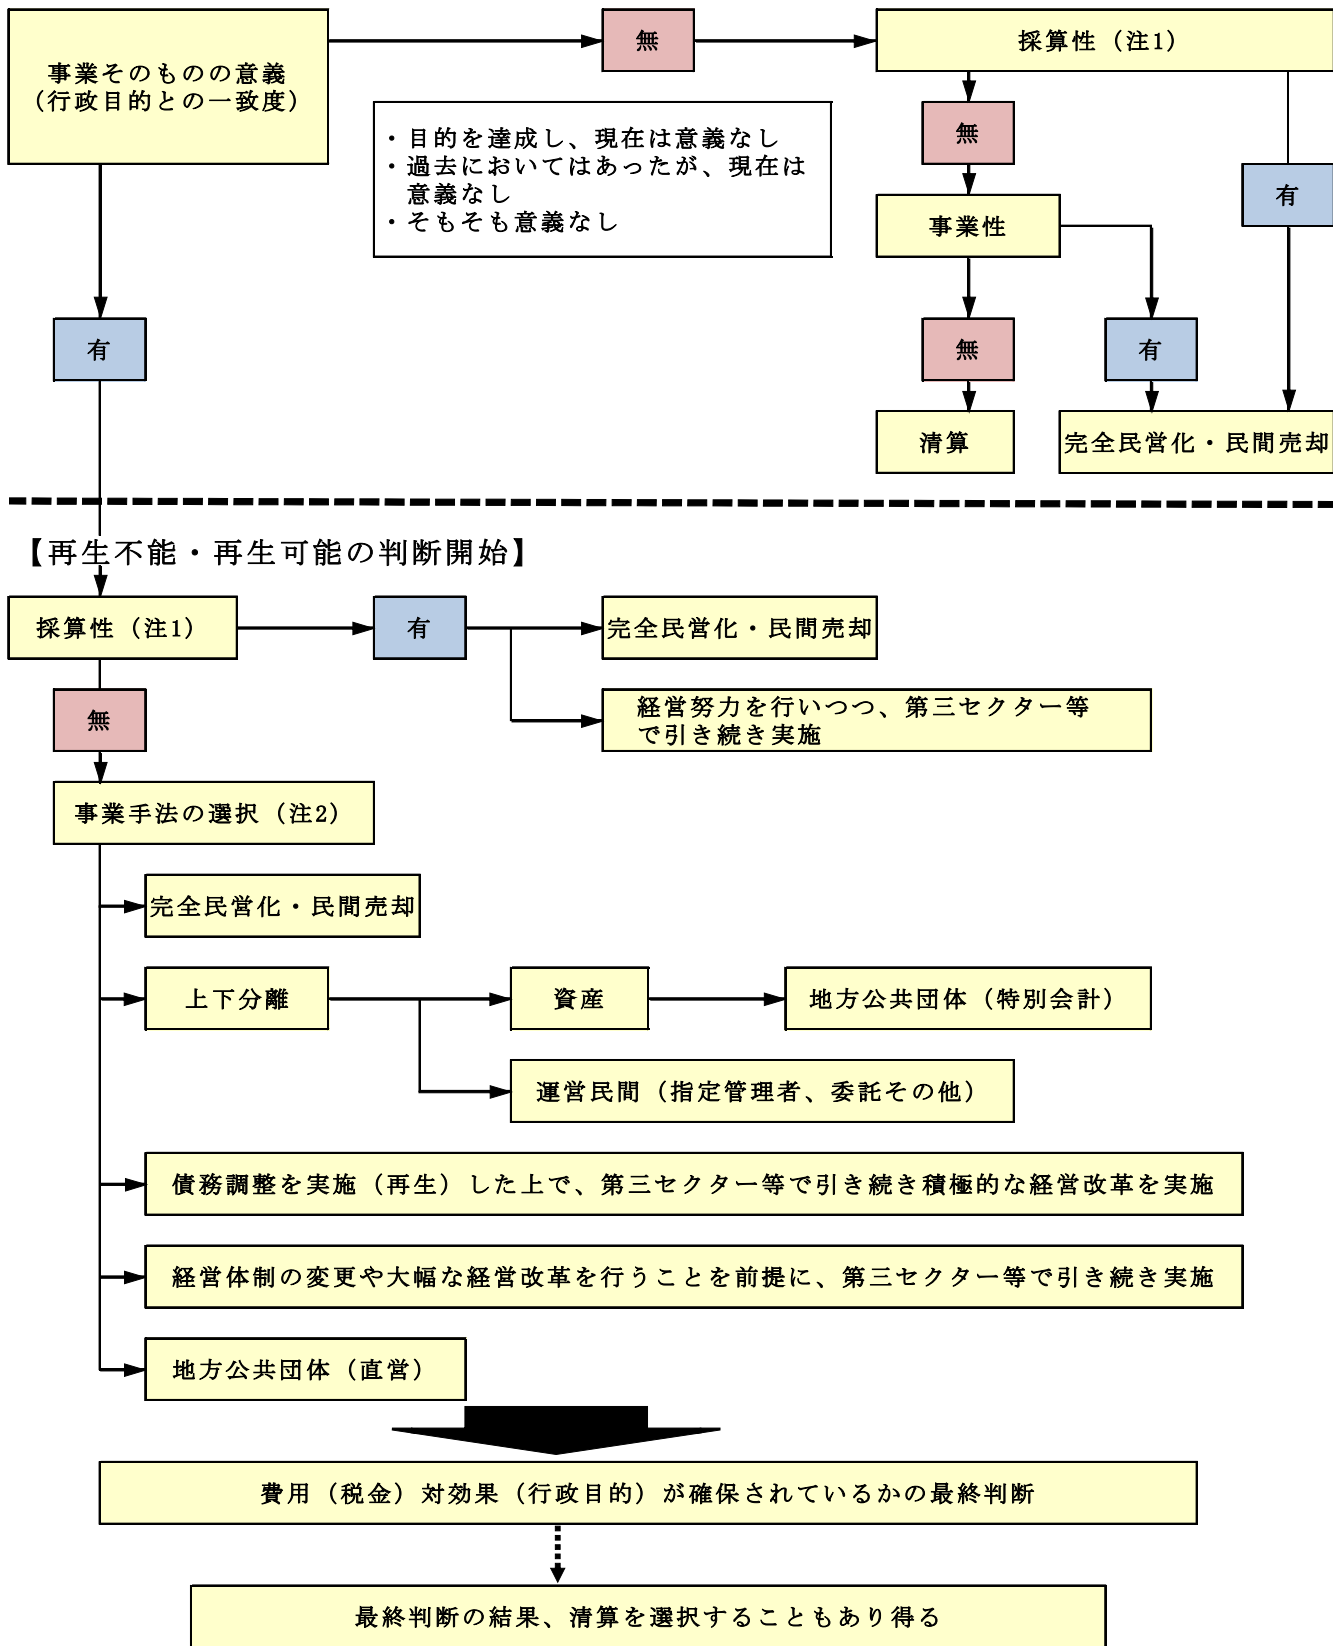 事業そのものの意義
（行政目的との一致度）
無
採算性（注1）
・目的を達成し、現在は意義なし
・過去においてはあったが、現在は
意義なし
・そもそも意義なし
無
有
事業性
有
無
有
清算
完全民営化・民間売却
【再生不能・再生可能の判断開始】
採算性（注1）
有
完全民営化・民間売却
経営努力を行いつつ、第三セクター等
で引き続き実施
無
事業手法の選択（注2）
完全民営化・民間売却
上下分離
資産
地方公共団体（特別会計）
運営民間（指定管理者、委託その他）
債務調整を実施（再生）した上で、第三セクター等で引き続き積極的な経営改革を実施
経営体制の変更や大幅な経営改革を行うことを前提に、第三セクター等で引き続き実施
地方公共団体（直営）
費用（税金）対効果（行政目的）が確保されているかの最終判断
最終判断の結果、清算を選択することもあり得る